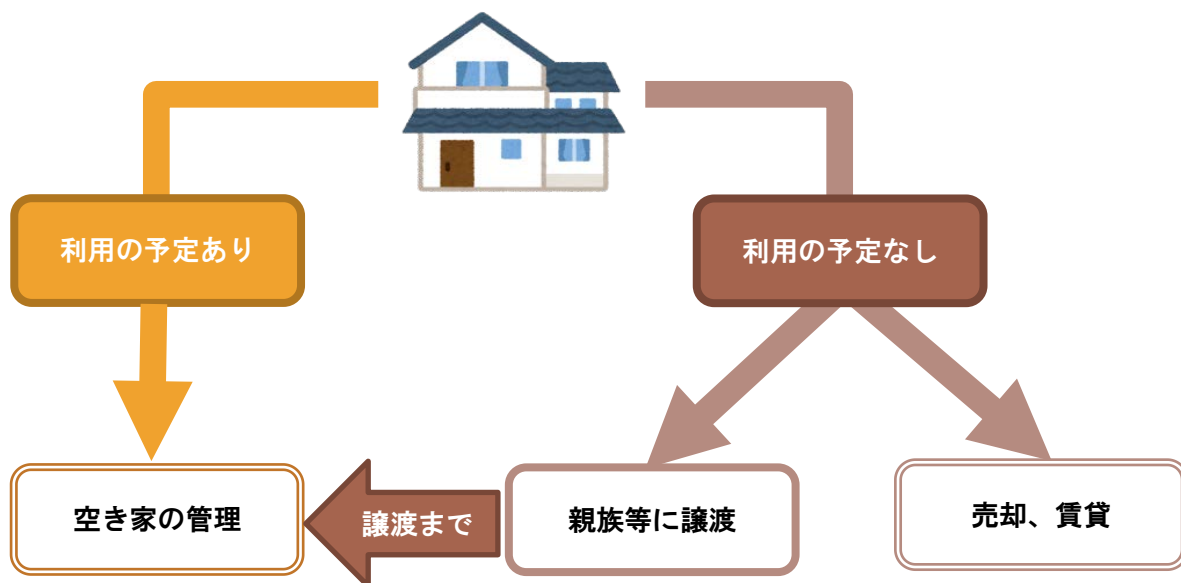 利用の予定あり
利用の予定なし
空き家の管理
譲渡まで
親族等に譲渡
売却、賃貸